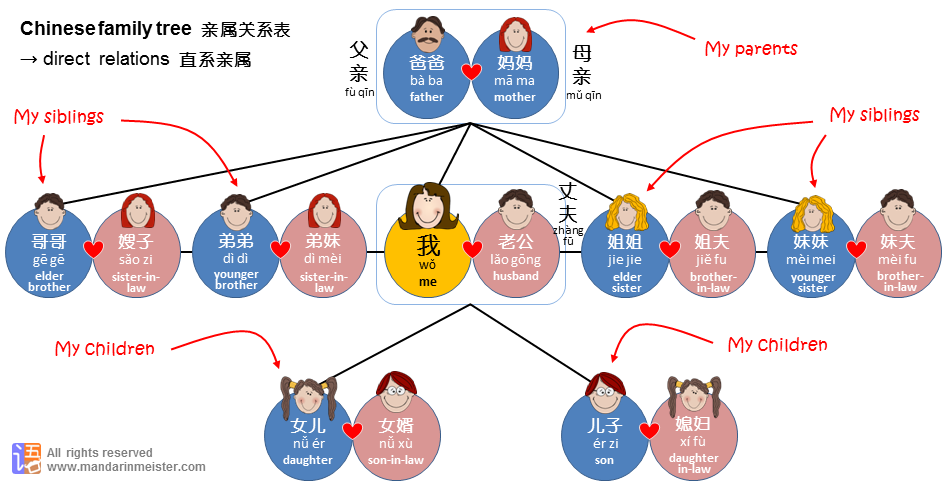 Chinese family tree 亲属关系表
→ direct relations 直系亲属
父亲
fù qīn
爸爸
bà ba
father
妈妈
mā ma
mother
母亲
mǔ qīn
My parents
My siblings
My siblings
哥哥
gē gē
elder
brother
嫂子
sǎo zi
sister-in-
law
弟弟
dì dì
younger
brother
弟妹
dì mèi
sister-in-
law
我
wǒ
me
老公
lǎo gōng
husband
丈夫
zhàng
fū
姐姐
jie jie
elder
sister
姐夫
jiě fu
brother-
in-law
妹妹
mèi mei
younger
sister
妹夫
mèi fu
brother-
in-law
My children
My children
女儿
nǚ ér
daughter
女婿
nǚ xù
son-in-law
儿子
ér zi
son
媳妇
xí fù
daughter
in-law
语
All rights reserved
www.mandarinmeister.com